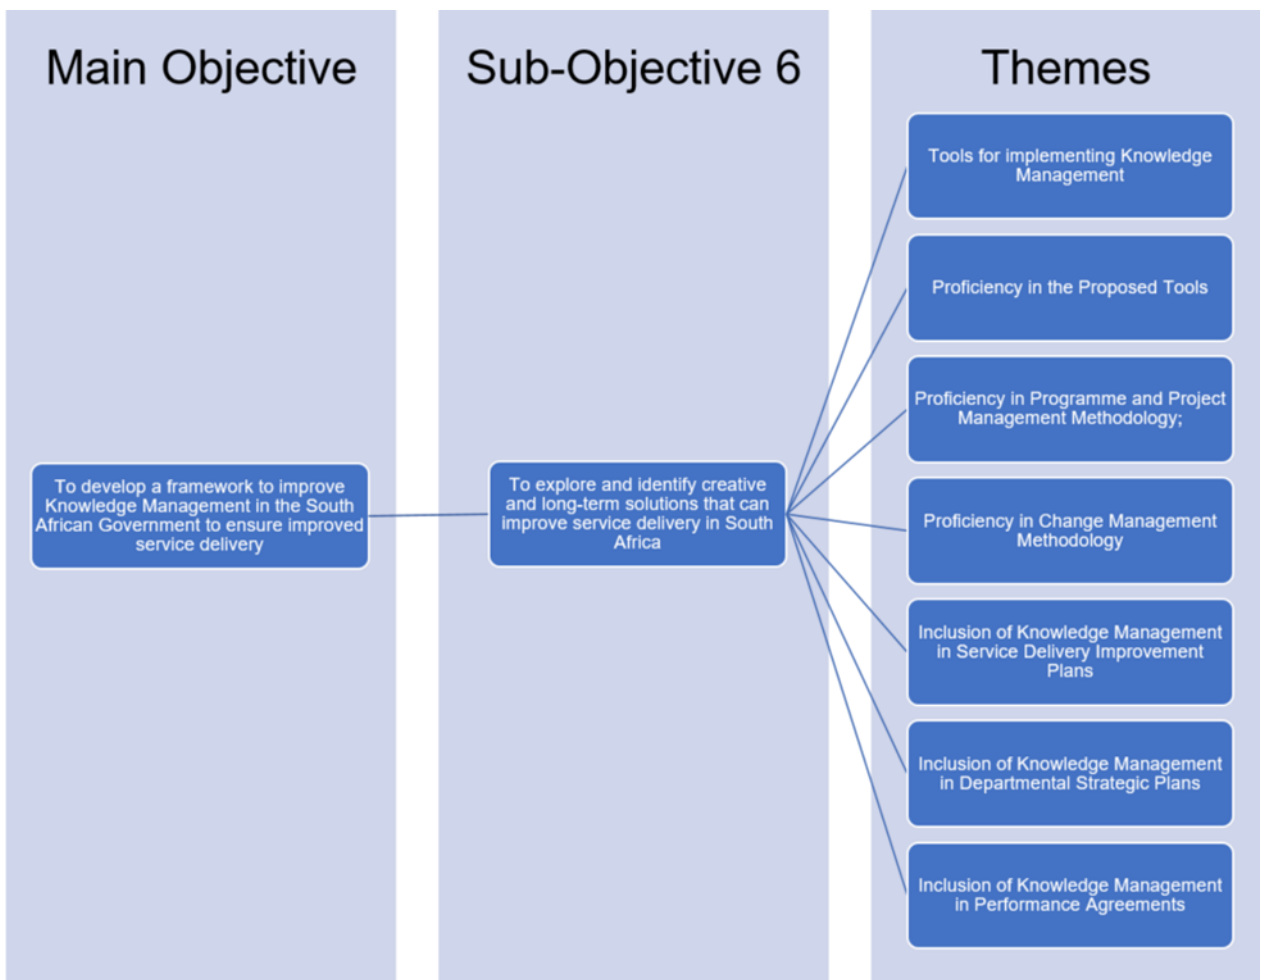 Main Objective
Sub-Objective 6
Themes
To develop a framework to improve
Knowledge Management in the South
African Government to ensure improved
service delivery
To explore and identify creative
and long-term solutions that can
improve service delivery in South
Africa
Tools for implementing Knowledge
Management
Proficiency in the Proposed Tools
Proficiency in Programme and Project
Management Methodology;
Proficiency in Change Management
Methodology
Inclusion of Knowledge Management
in Service Delivery Improvement
Plans
Inclusion of Knowledge Management
in Departmental Strategic Plans
Inclusion of Knowledge Management
in Performance Agreements